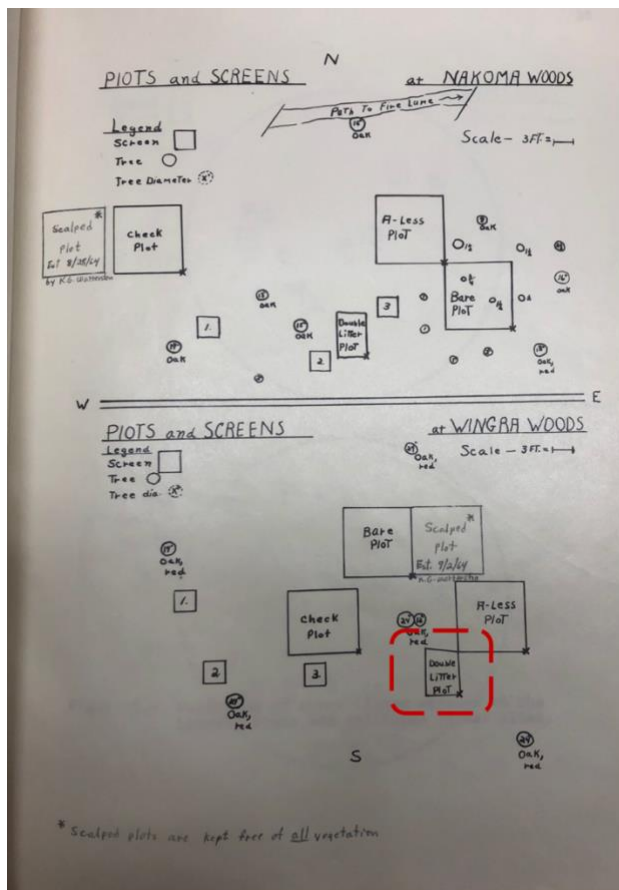 N
PLOTS and SCREENS
at NAKOMA WOODS
Path To Fire Lane
Oak
Legend
Screen
Tree
Tree Diameter
Scale - 3FT.=
Scalped
Plot
Est 8/28/64
Check
Plot
A-Less
PLOT
Oak
1½
Bare
PLOT
16"
oak
Oak
Oak
1.
2
Double
Litter
PLOT
3
Oak
Oak,
red
W
E
PLOTS and SCREENS
at WINGRA WOODS
Legend
Screen
Tree
Tree dia.
Oak,
red
Scale - 3FT.=
Bare
PLOT
Scalped
Plot
*
Est. 9/2/64
Oak,
red
1.
Check
Plot
A-Less
PLOT
Oak,
red
2
3
Double
Litter
PLOT
Oak,
red
Oak,
red
S
* Scalped plots are kept free of all vegetation